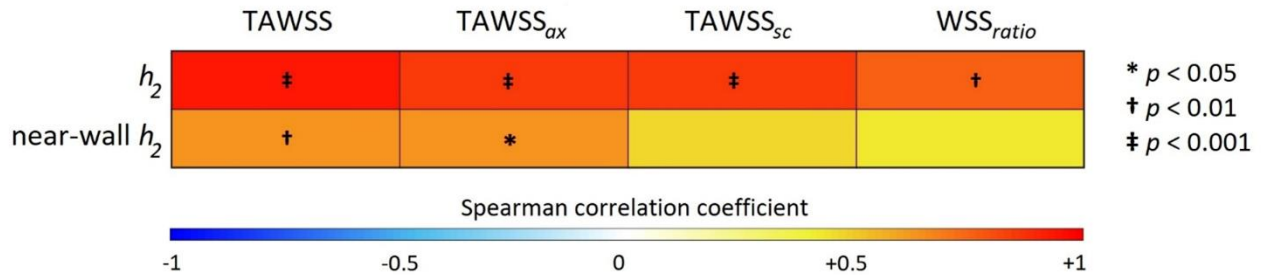 TAWSS TAWSSax TAWSSsc WSSratio
h2 ‡ ‡ ‡ †
near-wall h2 † *
* p < 0.05
† p < 0.01
‡ p < 0.001
Spearman correlation coefficient
-1 -0.5 0 +0.5 +1